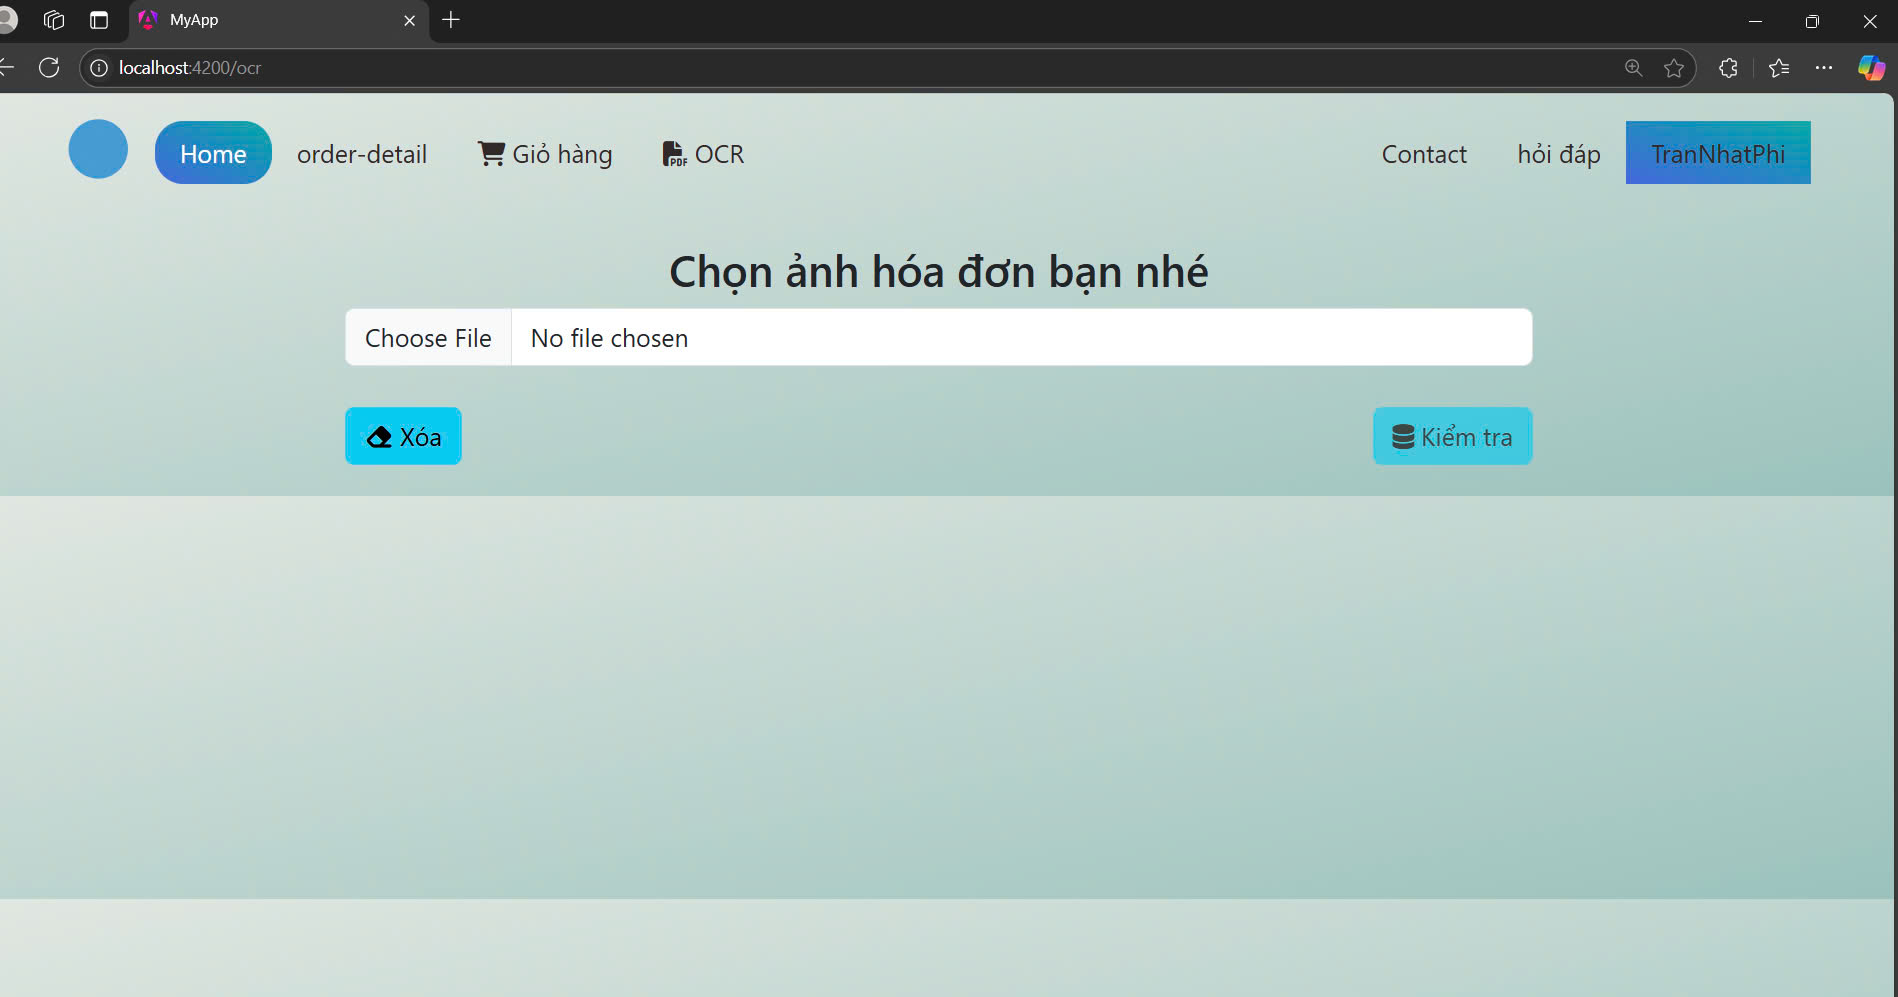 MyApp
localhost:4200/ocr
Home
order-detail
Giỏ hàng
PDF
OCR
Contact
hỏi đáp
TranNhatPhi
Chọn ảnh hóa đơn bạn nhé
Choose File
No file chosen
Xóa
Kiểm tra